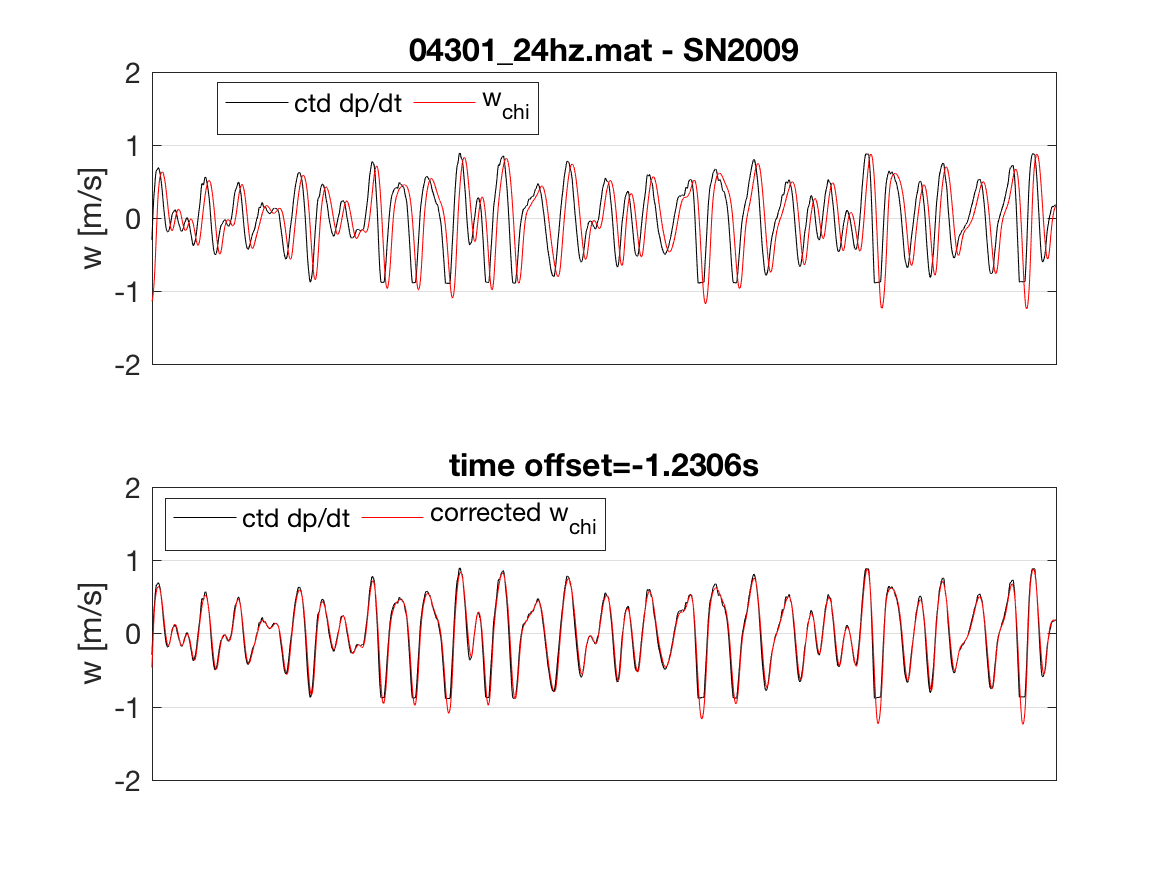 04301_24hz.mat - SN2009
2
ctd dp/dt w_chi
1
w [m/s]
0
-1
-2
time offset=-1.2306s
2
ctd dp/dt corrected w_chi
1
w [m/s]
0
-1
-2